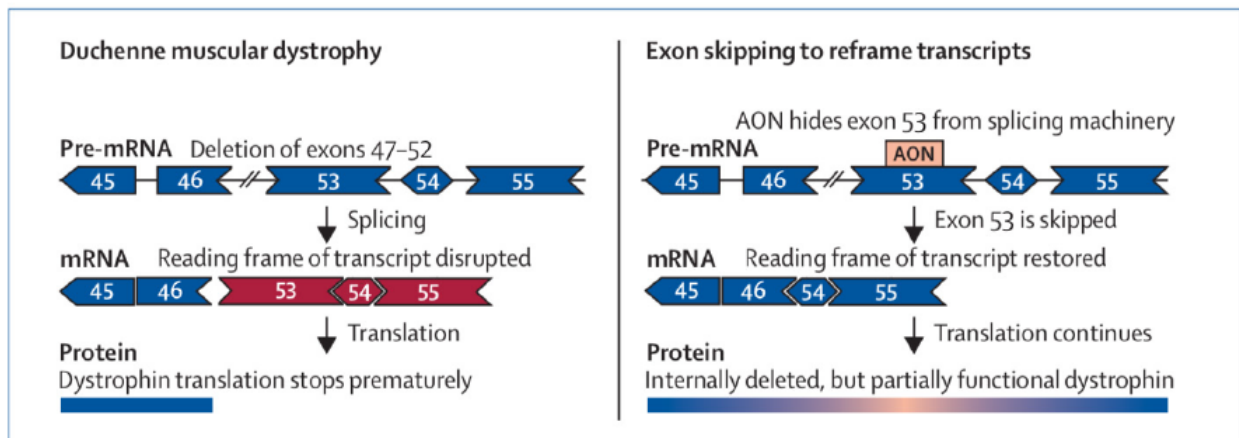 Duchenne muscular dystrophy
Pre-mRNA Deletion of exons 47–52
45 46 53 54 55
Splicing
mRNA Reading frame of transcript disrupted
45 46 53 54 55
Translation
Protein
Dystrophin translation stops prematurely
Exon skipping to reframe transcripts
AON hides exon 53 from splicing machinery
Pre-mRNA AON
45 46 53 54 55
Exon 53 is skipped
mRNA Reading frame of transcript restored
45 46 54 55
Translation continues
Protein
Internally deleted, but partially functional dystrophin